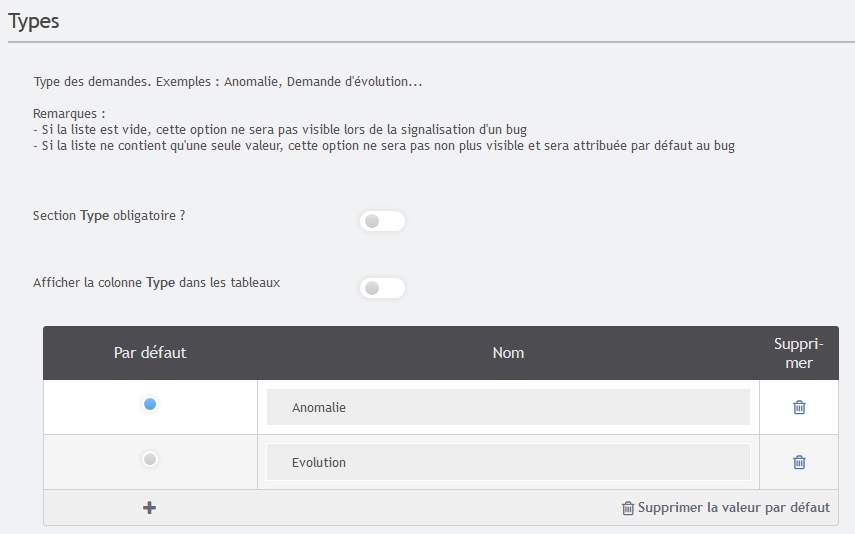 Types
Type des demandes. Exemples : Anomalie, Demande d'évolution...
Remarques :
- Si la liste est vide, cette option ne sera pas visible lors de la signalisation d'un bug
- Si la liste ne contient qu'une seule valeur, cette option ne sera pas non plus visible et sera attribuée par défaut au bug
Section Type obligatoire ?
Afficher la colonne Type dans les tableaux
Par défaut Nom Suppri-
mer
Anomalie
Evolution
Supprimer la valeur par défaut